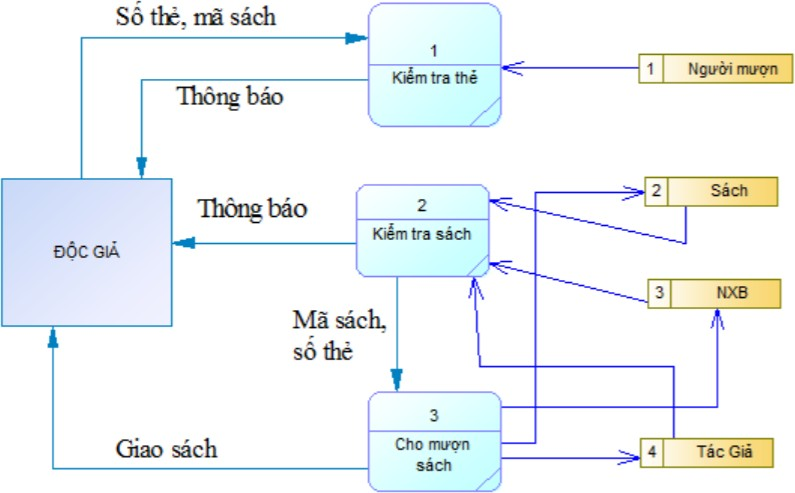 Số thẻ, mã sách
1
Kiểm tra thẻ
1 Người mượn
Thông báo
ĐỘC GIẢ
Thông báo
2
Kiểm tra sách
2 Sách
3 NXB
Mã sách,
số thẻ
3
Cho mượn
sách
4 Tác Giả
Giao sách